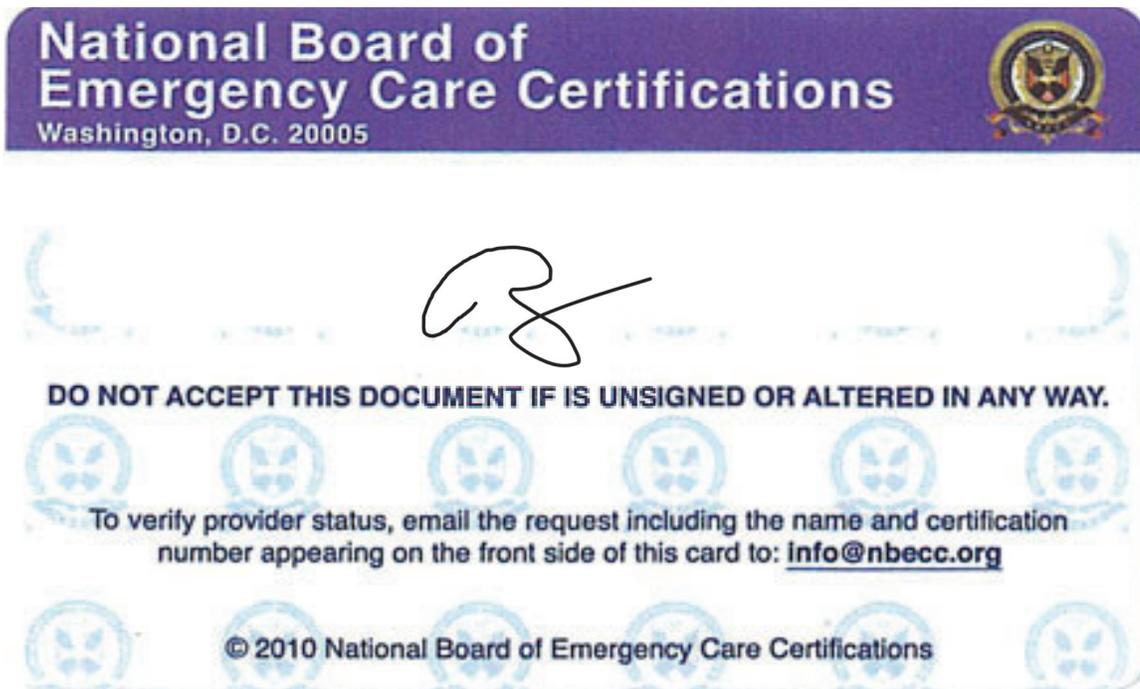 National Board of
Emergency Care Certifications
Washington, D.C. 20005
DO NOT ACCEPT THIS DOCUMENT IF IS UNSIGNED OR ALTERED IN ANY WAY.
To verify provider status, email the request including the name and certification
number appearing on the front side of this card to: info@nbecc.org
© 2010 National Board of Emergency Care Certifications